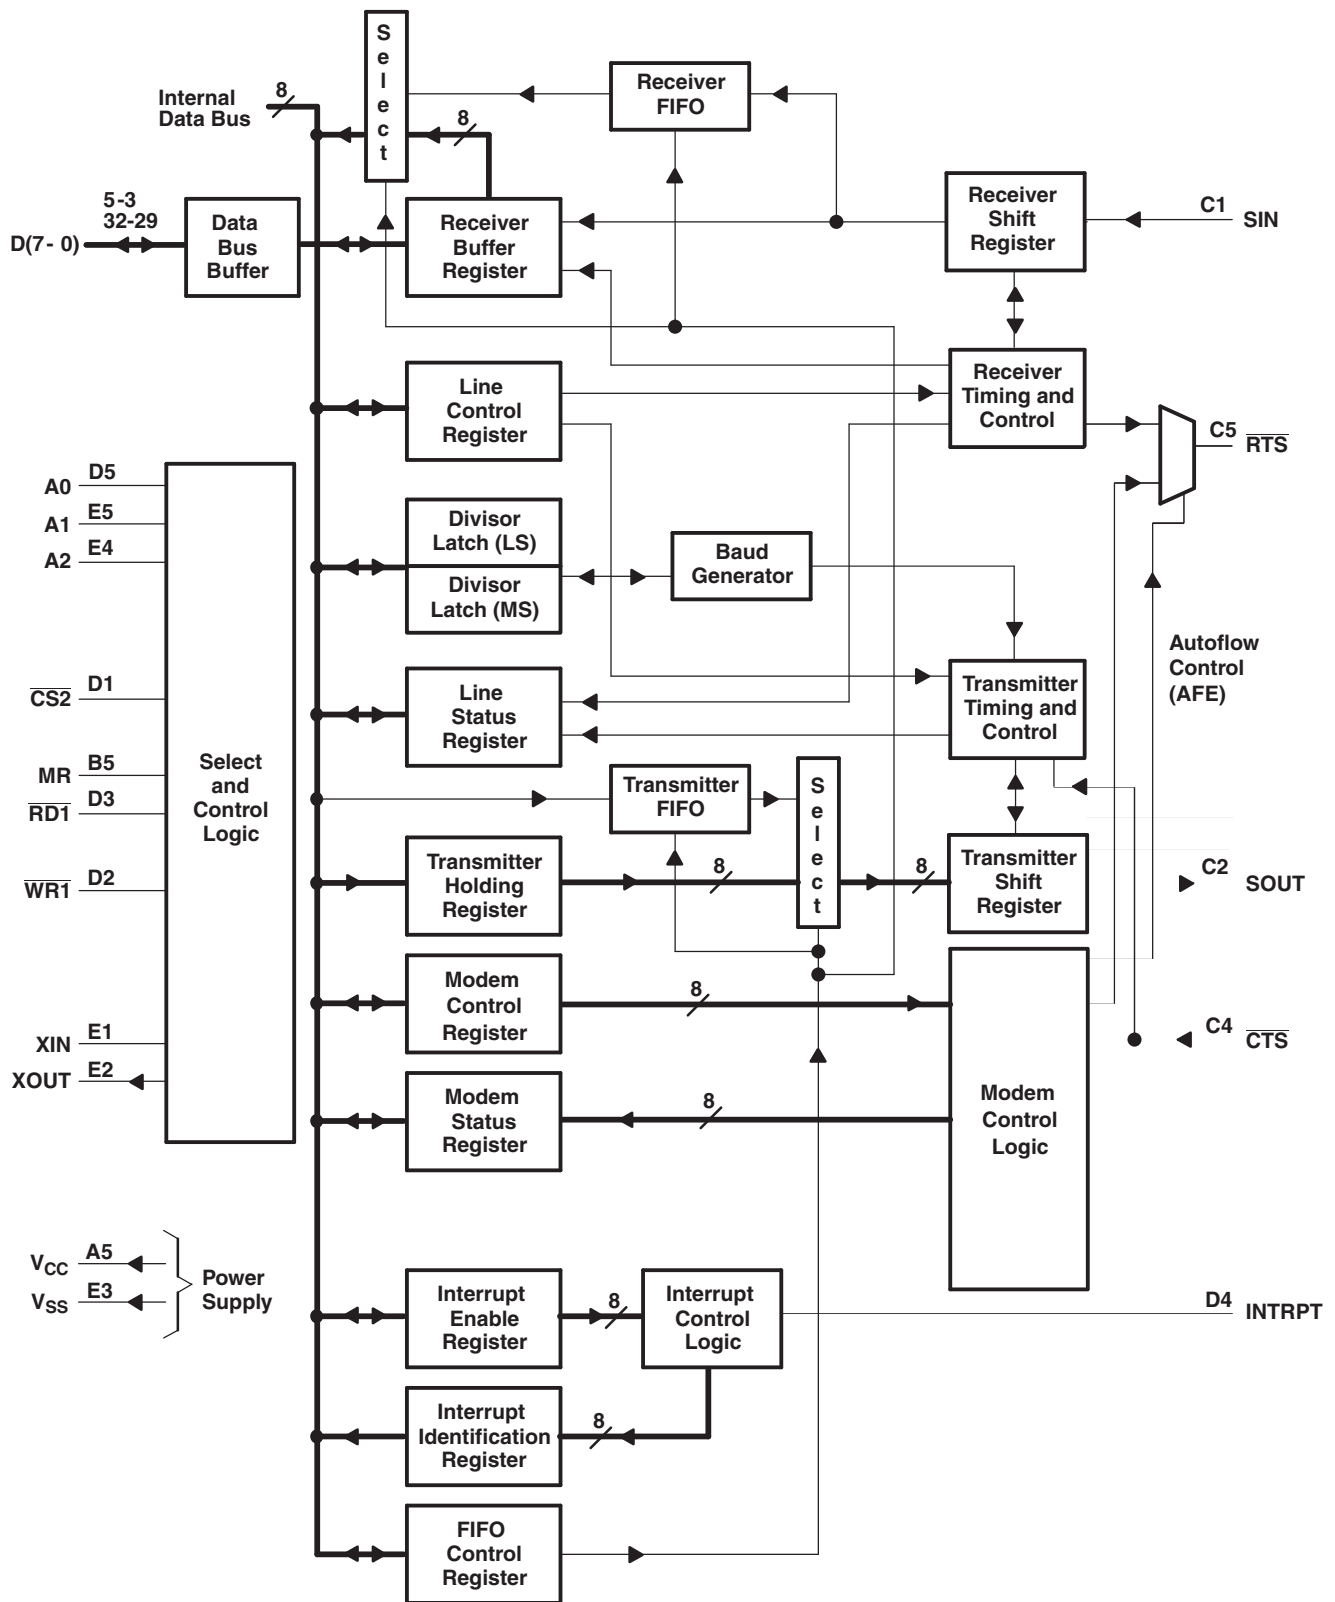 S
e
l
e
c
t
8
Internal
Data Bus
8
Receiver
FIFO
5-3
32-29
D(7- 0)
Data
Bus
Buffer
Receiver
Buffer
Register
Receiver
Shift
Register
C1
SIN
Line
Control
Register
Receiver
Timing and
Control
C5
RTS
A0
D5
A1
E5
A2
E4
Divisor
Latch (LS)
Divisor
Latch (MS)
Baud
Generator
Autoflow
Control
(AFE)
CS2
D1
Line
Status
Register
Transmitter
Timing and
Control
MR
B5
RD1
D3
WR1
D2
Select
and
Control
Logic
Transmitter
FIFO
S
e
l
e
c
t
Transmitter
Holding
Register
8
8
Transmitter
Shift
Register
C2
SOUT
Modem
Control
Register
8
XIN
E1
XOUT
E2
C4
CTS
Modem
Status
Register
8
Modem
Control
Logic
VCC
A5
VSS
E3
Power
Supply
Interrupt
Enable
Register
8
Interrupt
Control
Logic
D4
INTRPT
Interrupt
Identification
Register
8
FIFO
Control
Register